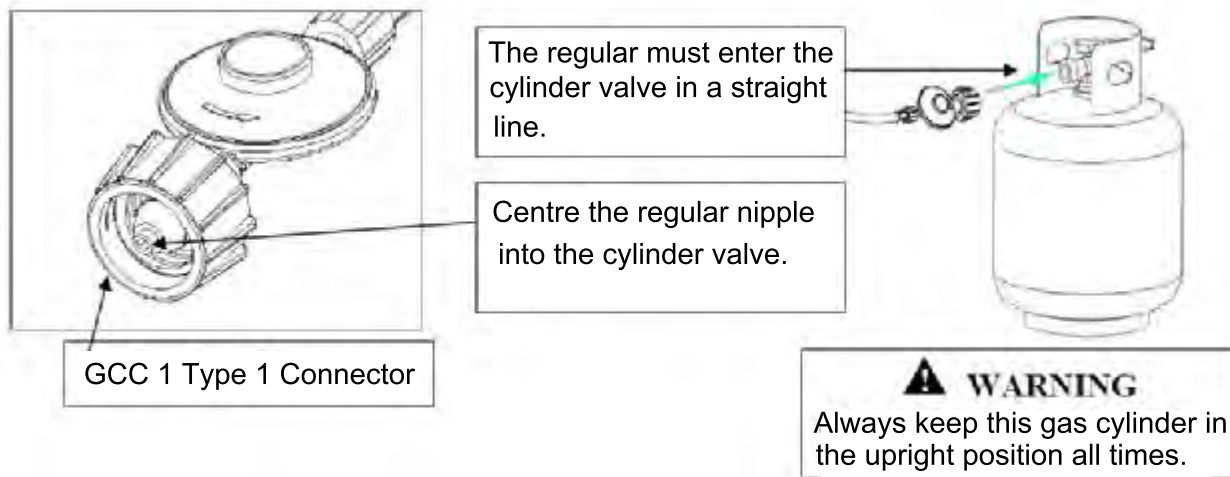 The regular must enter the
cylinder valve in a straight
line.
Centre the regular nipple
into the cylinder valve.
GCC 1 Type 1 Connector
WARNING
Always keep this gas cylinder in
the upright position all times.